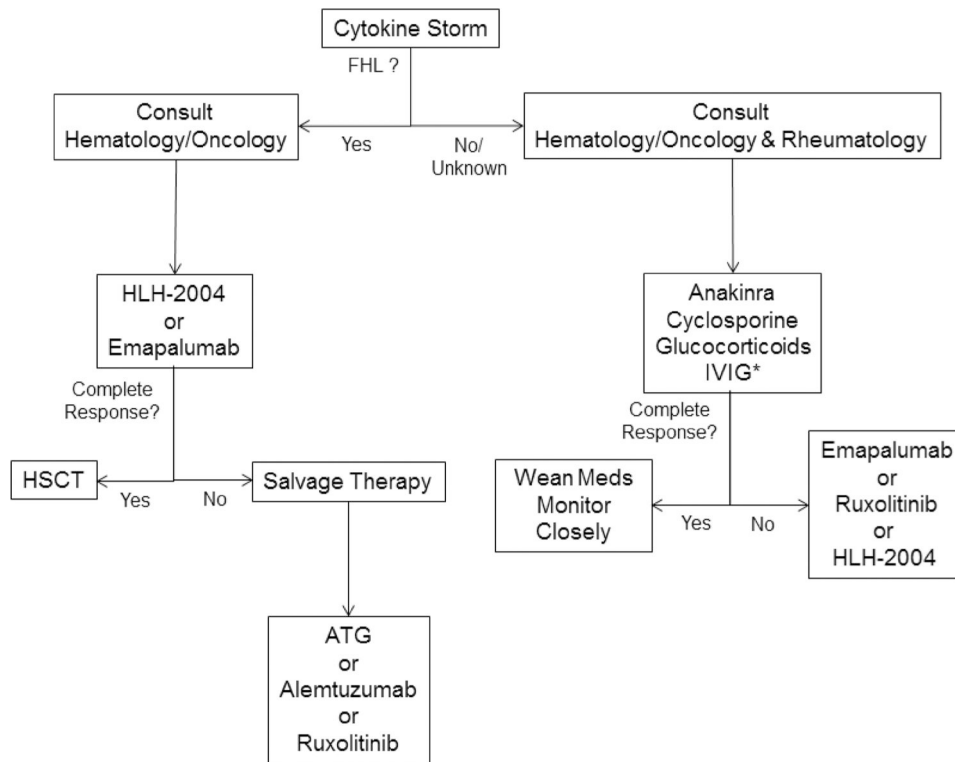 Cytokine Storm
FHL ?
Consult
Hematology/Oncology
Yes
No/
Unknown
Consult
Hematology/Oncology & Rheumatology
HLH-2004
or
Emapalumab
Anakinra
Cyclosporine
Glucocorticoids
IVIG*
Complete
Response?
Complete
Response?
HSCT
Yes
No
Salvage Therapy
Wean Meds
Monitor
Closely
Yes
No
Emapalumab
or
Ruxolitinib
or
HLH-2004
ATG
or
Alemtuzumab
or
Ruxolitinib